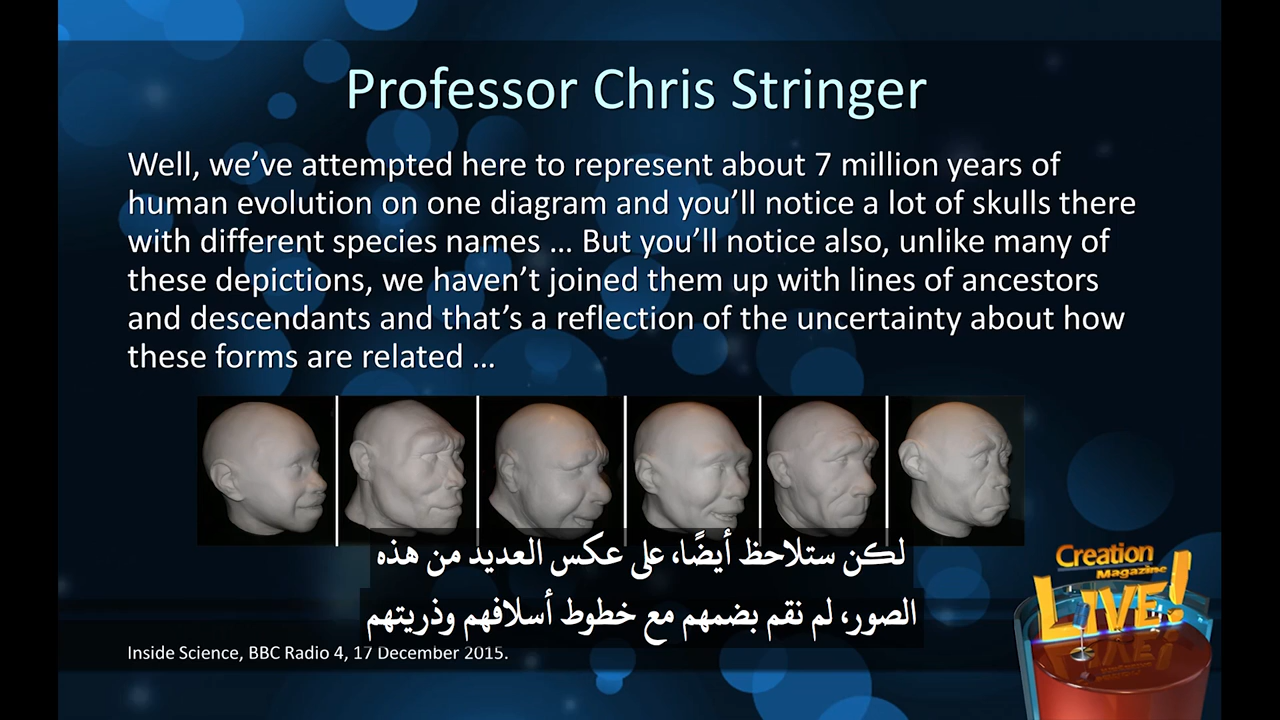 Professor Chris Stringer
Well, we’ve attempted here to represent about 7 million years of
human evolution on one diagram and you’ll notice a lot of skulls there
with different species names … But you’ll notice also, unlike many of
these depictions, we haven’t joined them up with lines of ancestors
and descendants and that’s a reflection of the uncertainty about how
these forms are related …
لكن ستلاحظ أيضًا، على عكس العديد من هذه
الصور، لم نقم بضمهم مع خطوط أسلافهم وذريتهم
Inside Science, BBC Radio 4, 17 December 2015.
Creation
Magazine
LIVE!